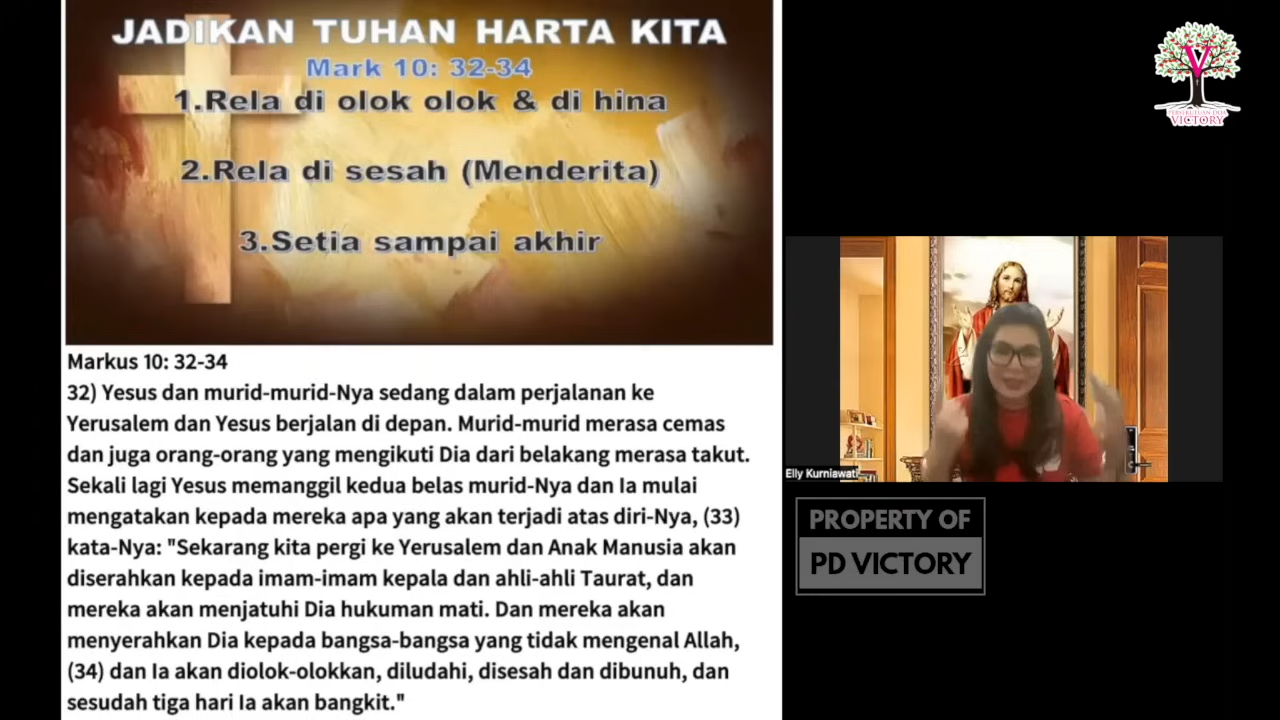 JADIKAN TUHAN HARTA KITA
Mark 10: 32-34
1.Rela di olok olok & di hina
2.Rela di sesah (Menderita)
3.Setia sampai akhir
Markus 10: 32-34
32) Yesus dan murid-murid-Nya sedang dalam perjalanan ke
Yerusalem dan Yesus berjalan di depan. Murid-murid merasa cemas
dan juga orang-orang yang mengikuti Dia dari belakang merasa takut.
Sekali lagi Yesus memanggil kedua belas murid-Nya dan Ia mulai
mengatakan kepada mereka apa yang akan terjadi atas diri-Nya, (33)
kata-Nya: "Sekarang kita pergi ke Yerusalem dan Anak Manusia akan
diserahkan kepada imam-imam kepala dan ahli-ahli Taurat, dan
mereka akan menjatuhi Dia hukuman mati. Dan mereka akan
menyerahkan Dia kepada bangsa-bangsa yang tidak mengenal Allah,
(34) dan Ia akan diolok-olokkan, diludahi, disesah dan dibunuh, dan
sesudah tiga hari Ia akan bangkit."
V
PERSEKUTUAN DOA
VICTORY
Elly Kurniawati
PROPERTY OF
PD VICTORY